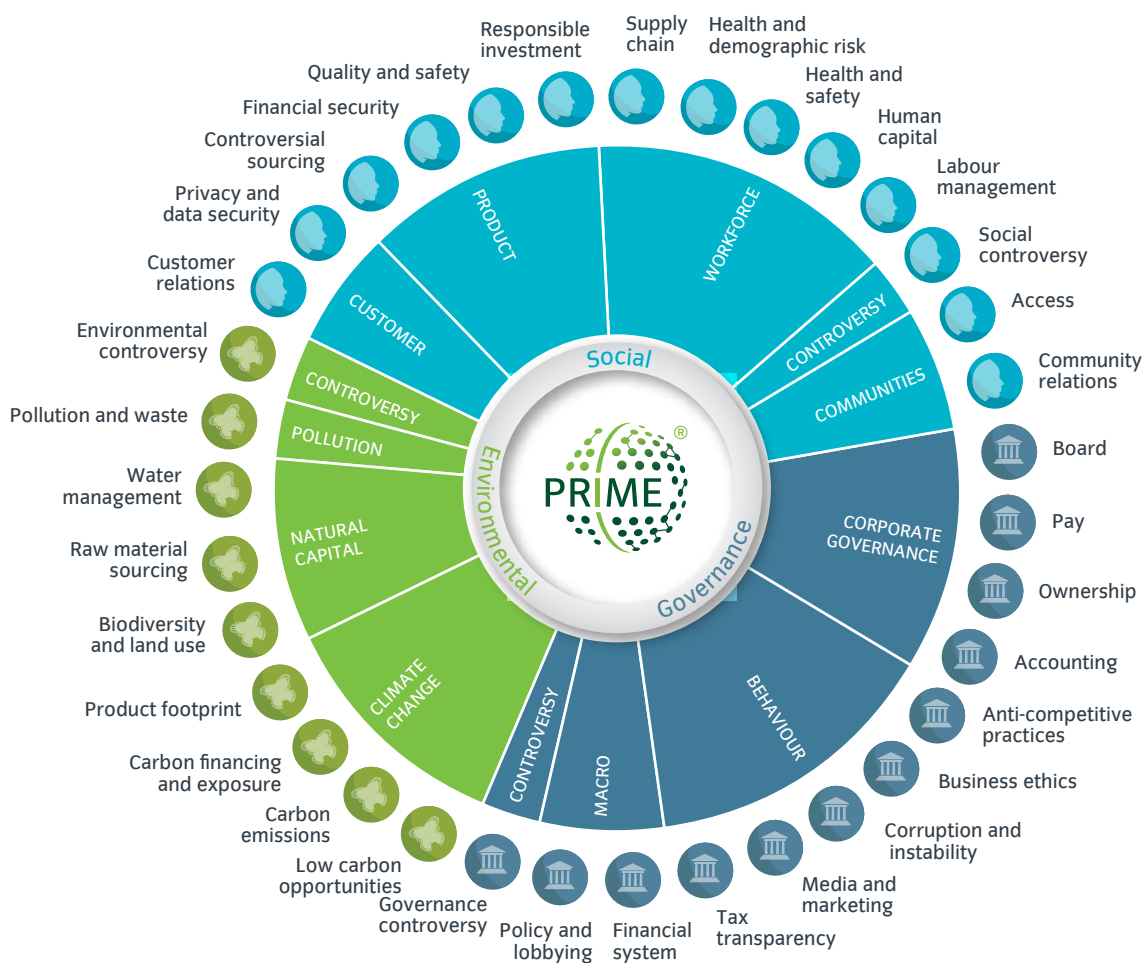 Responsible
investment
Supply
chain
Health and
demographic risk
Quality and safety
Health and
safety
Financial security
Human
capital
Controversial
sourcing
Labour
management
Privacy and
data security
Social
controversy
Customer
relations
Access
Environmental
controversy
Community
relations
Pollution and waste
Board
Water
management
Pay
Raw material
sourcing
Ownership
Biodiversity
and land use
Accounting
Product footprint
Anti-competitive
practices
Carbon financing
and exposure
Business ethics
Carbon
emissions
Corruption and
instability
Low carbon
opportunities
Media and
marketing
Governance
controversy
Policy and
lobbying
Financial
system
Tax
transparency
PRODUCT
WORKFORCE
CUSTOMER
CONTROVERSY
COMMUNITIES
CONTROVERSY
POLLUTION
NATURAL
CAPITAL
CORPORATE
GOVERNANCE
CLIMATE
CHANGE
BEHAVIOUR
CONTROVERSY
MACRO
Social
Environmental
Governance
PRIME®